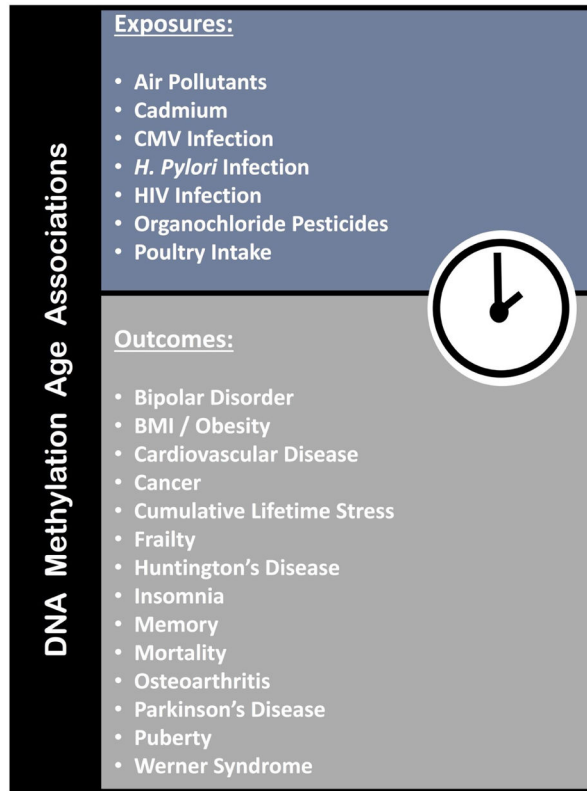 DNA Methylation Age Associations
Exposures:
• Air Pollutants
• Cadmium
• CMV Infection
• H. Pylori Infection
• HIV Infection
• Organochloride Pesticides
• Poultry Intake
Outcomes:
• Bipolar Disorder
• BMI / Obesity
• Cardiovascular Disease
• Cancer
• Cumulative Lifetime Stress
• Frailty
• Huntington’s Disease
• Insomnia
• Memory
• Mortality
• Osteoarthritis
• Parkinson’s Disease
• Puberty
• Werner Syndrome